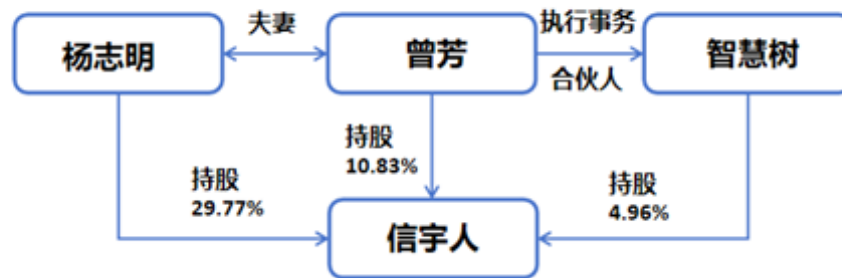 夫妻
执行事务
杨志明
曾芳
智慧树
合伙人
持股
10.83%
持股
29.77%
持股
4.96%
信宇人